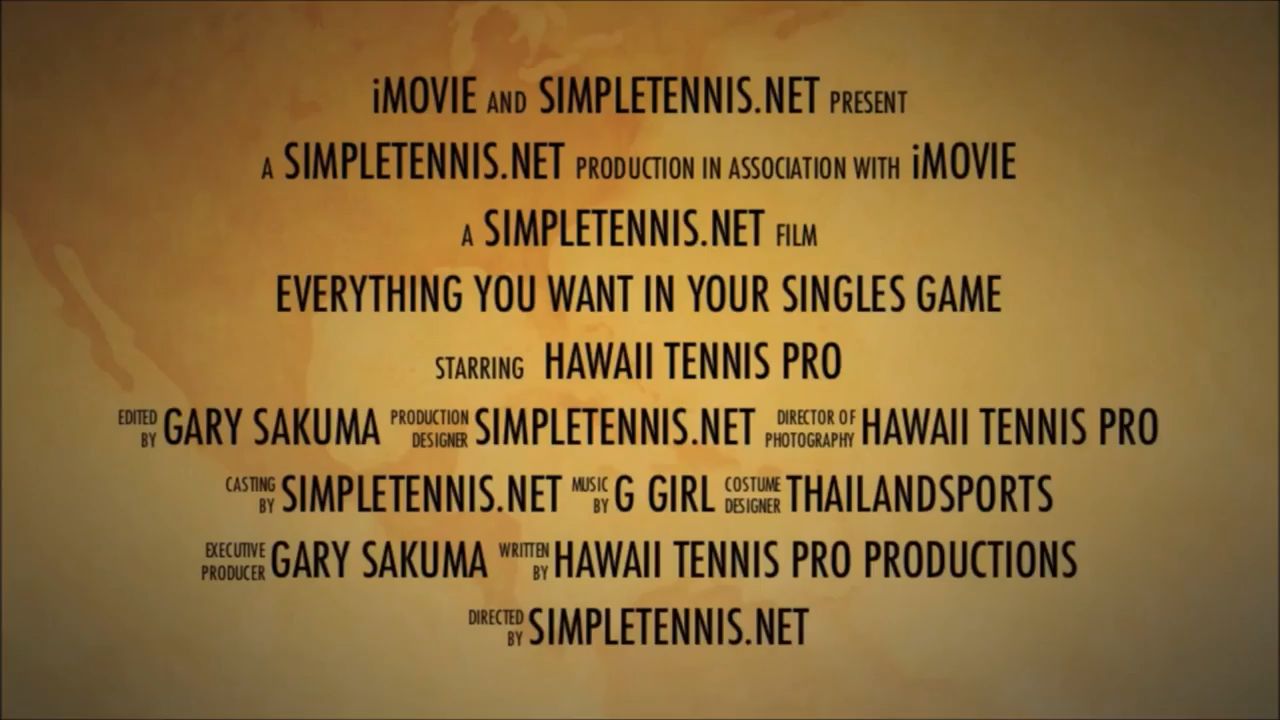 iMOVIE AND SIMPLETENNIS.NET PRESENT
A SIMPLETENNIS.NET PRODUCTION IN ASSOCIATION WITH iMOVIE
A SIMPLETENNIS.NET FILM
EVERYTHING YOU WANT IN YOUR SINGLES GAME
STARRING HAWAII TENNIS PRO
EDITED BY GARY SAKUMA PRODUCTION DESIGNER SIMPLETENNIS.NET DIRECTOR OF PHOTOGRAPHY HAWAII TENNIS PRO
CASTING BY SIMPLETENNIS.NET MUSIC BY G GIRL COSTUME DESIGNER THAILANDSPORTS
EXECUTIVE PRODUCER GARY SAKUMA WRITTEN BY HAWAII TENNIS PRO PRODUCTIONS
DIRECTED BY SIMPLETENNIS.NET